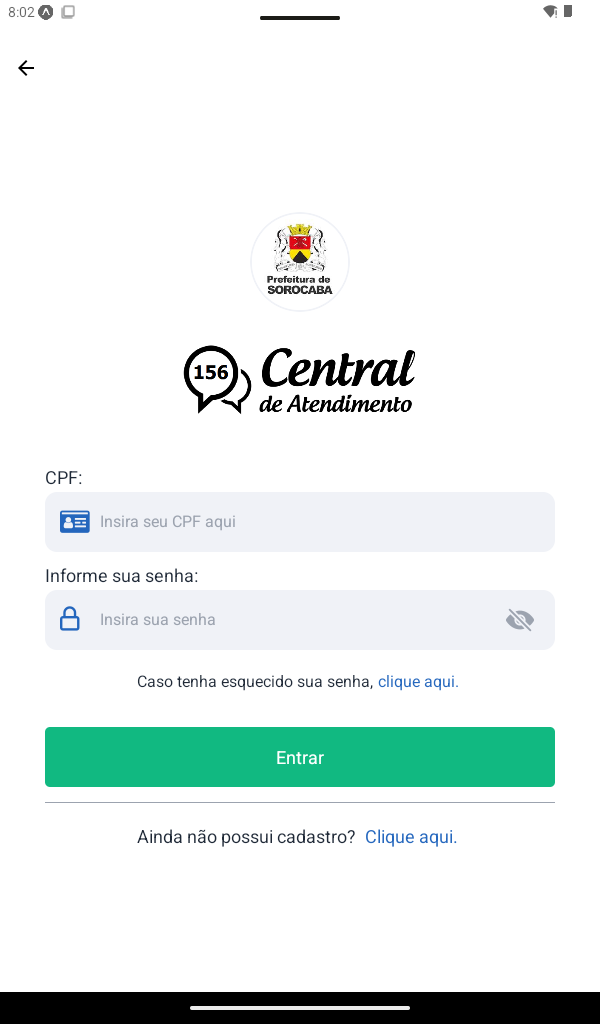 8:02
Prefeitura de
SOROCABA
156
Central
de Atendimento
CPF:
Insira seu CPF aqui
Informe sua senha:
Insira sua senha
Caso tenha esquecido sua senha, clique aqui.
Entrar
Ainda não possui cadastro? Clique aqui.